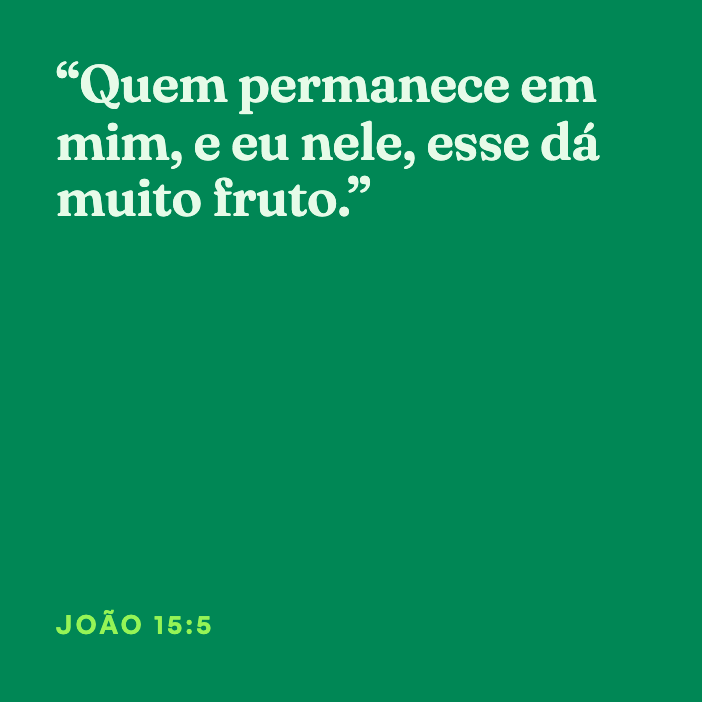 “Quem permanece em
mim, e eu nele, esse dá
muito fruto.”
JOÃO 15:5